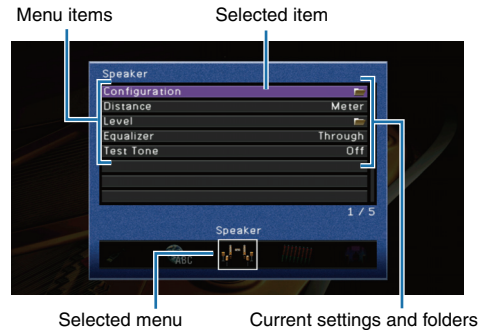 Menu items
Selected item
Speaker
Configuration
Distance Meter
Level
Equalizer Through
Test Tone Off
1 / 5
Speaker
ABC
Selected menu
Current settings and folders